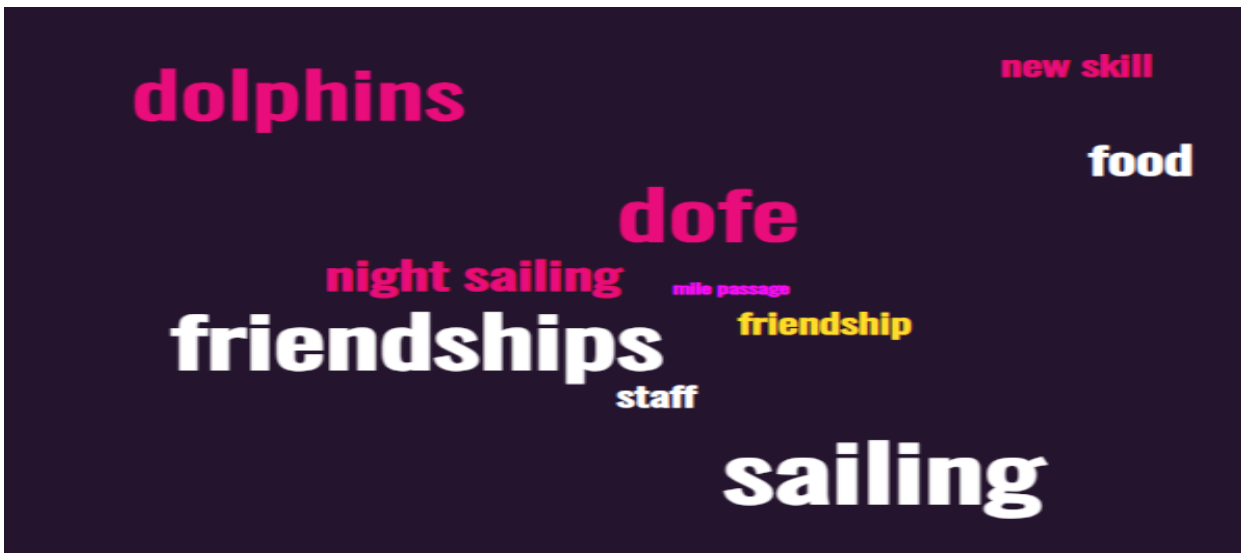 new skill
dolphins
food
dofe
night sailing
mile passage
friendships
friendship
staff
sailing